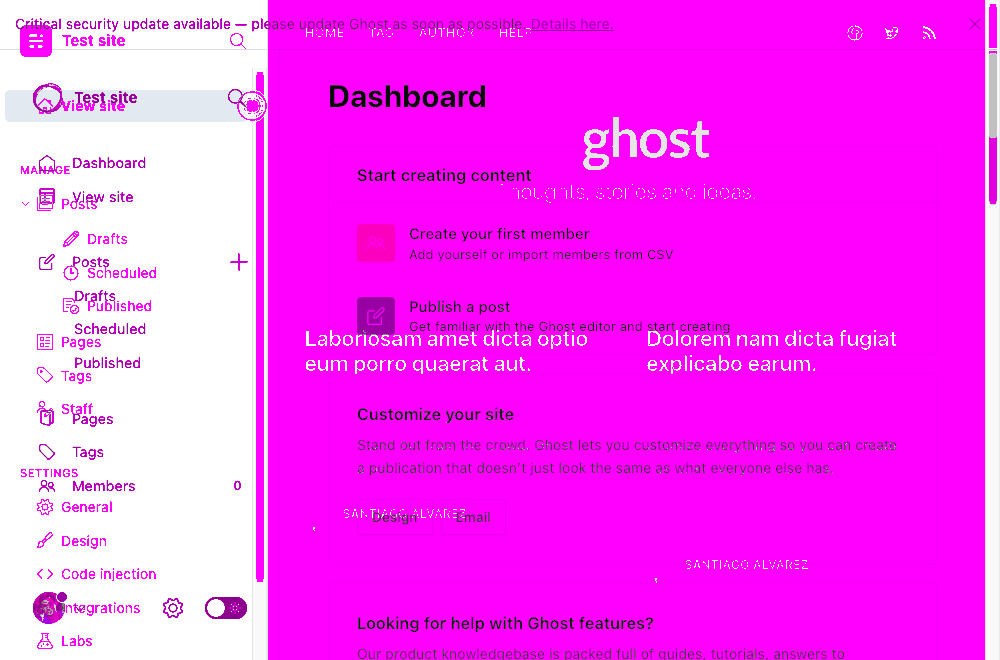 Critical security update available — please update Ghost as soon as possible. Details here.
HOME TAG AUTHOR HELP
Test site
Test site
View site
Dashboard
MANAGE
View site
Posts
Drafts
Posts
Scheduled
Drafts
Published
Scheduled
Pages
Published
Tags
Staff
Pages
Tags
SETTINGS
Members 0
General
Design
Code injection
Integrations
Labs
Dashboard
ghost
Start creating content
Thoughts, stories and ideas.
Create your first member
Add yourself or import members from CSV
Publish a post
Get familiar with the Ghost editor and start creating
Laboriosam amet dicta optio
eum porro quaerat aut.
Dolorem nam dicta fugiat
explicabo earum.
Customize your site
Stand out from the crowd. Ghost lets you customize everything so you can create
a publication that doesn't just look the same as what everyone else has.
SANTIAGO ALVAREZ
Design Email
SANTIAGO ALVAREZ
Looking for help with Ghost features?
Our product knowledgebase is packed full of guides, tutorials, answers to